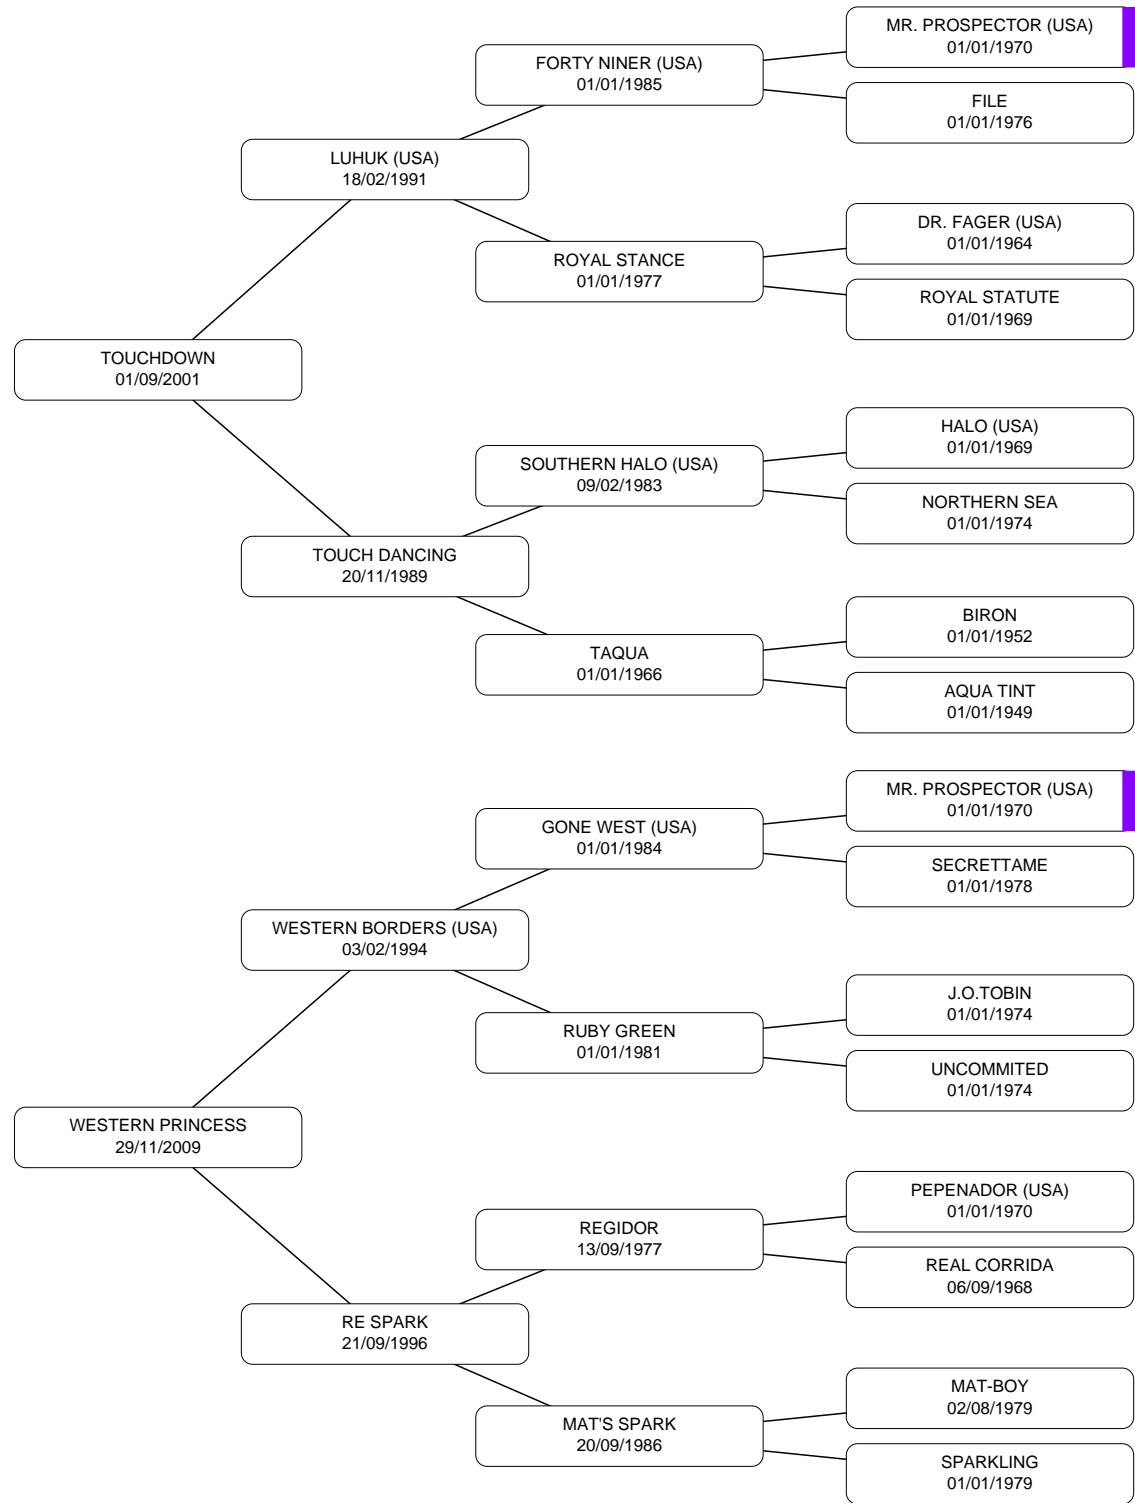 MR. PROSPECTOR (USA)
01/01/1970
FORTY NINER (USA)
01/01/1985
FILE
01/01/1976
LUHUK (USA)
18/02/1991
DR. FAGER (USA)
01/01/1964
ROYAL STANCE
01/01/1977
ROYAL STATUTE
01/01/1969
TOUCHDOWN
01/09/2001
HALO (USA)
01/01/1969
SOUTHERN HALO (USA)
09/02/1983
NORTHERN SEA
01/01/1974
TOUCH DANCING
20/11/1989
BIRON
01/01/1952
TAQUA
01/01/1966
AQUA TINT
01/01/1949
MR. PROSPECTOR (USA)
01/01/1970
GONE WEST (USA)
01/01/1984
SECRETTAME
01/01/1978
WESTERN BORDERS (USA)
03/02/1994
J.O.TOBIN
01/01/1974
RUBY GREEN
01/01/1981
UNCOMMITED
01/01/1974
WESTERN PRINCESS
29/11/2009
PEPENADOR (USA)
01/01/1970
REGIDOR
13/09/1977
REAL CORRIDA
06/09/1968
RE SPARK
21/09/1996
MAT-BOY
02/08/1979
MAT'S SPARK
20/09/1986
SPARKLING
01/01/1979